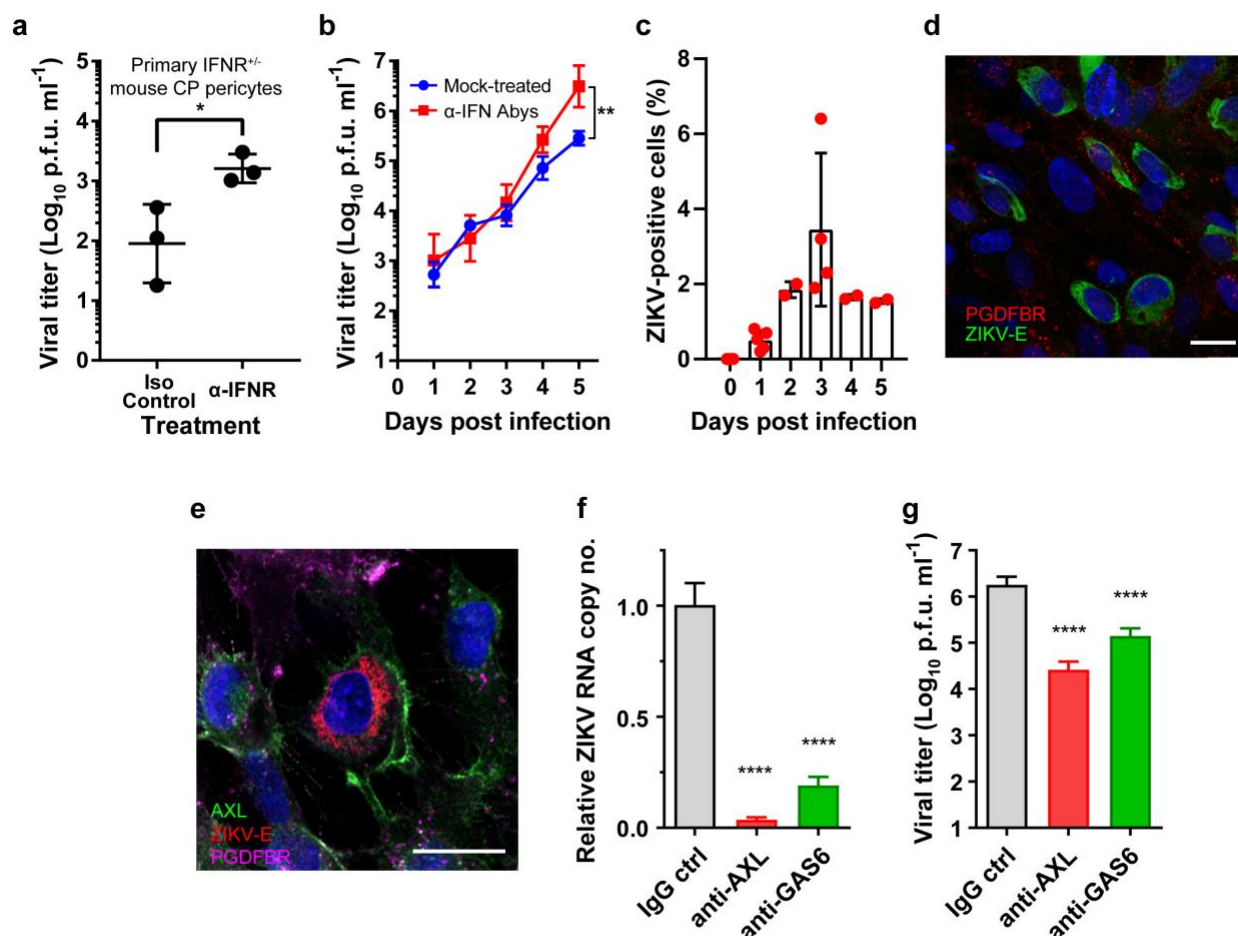 a
Primary IFNR+/-
mouse CP pericytes
*
5
4
3
2
1
0
Viral titer (Log10 p.f.u. ml-1)
Iso
Control
α-IFNR
Treatment
b
Mock-treated
α-IFN Abys
**
7
6
5
4
3
2
1
Viral titer (Log10 p.f.u. ml-1)
0 1 2 3 4 5
Days post infection
c
8
6
4
2
0
ZIKV-positive cells (%)
0 1 2 3 4 5
Days post infection
d
PGDFBR
ZIKV-E
e
AXL
ZIKV-E
PGDFBR
f
1.0
0.5
0.0
Relative ZIKV RNA copy no.
****
****
IgG ctrl
anti-AXL
anti-GAS6
g
7
6
5
4
3
2
1
Viral titer (Log10 p.f.u. ml-1)
****
****
IgG ctrl
anti-AXL
anti-GAS6